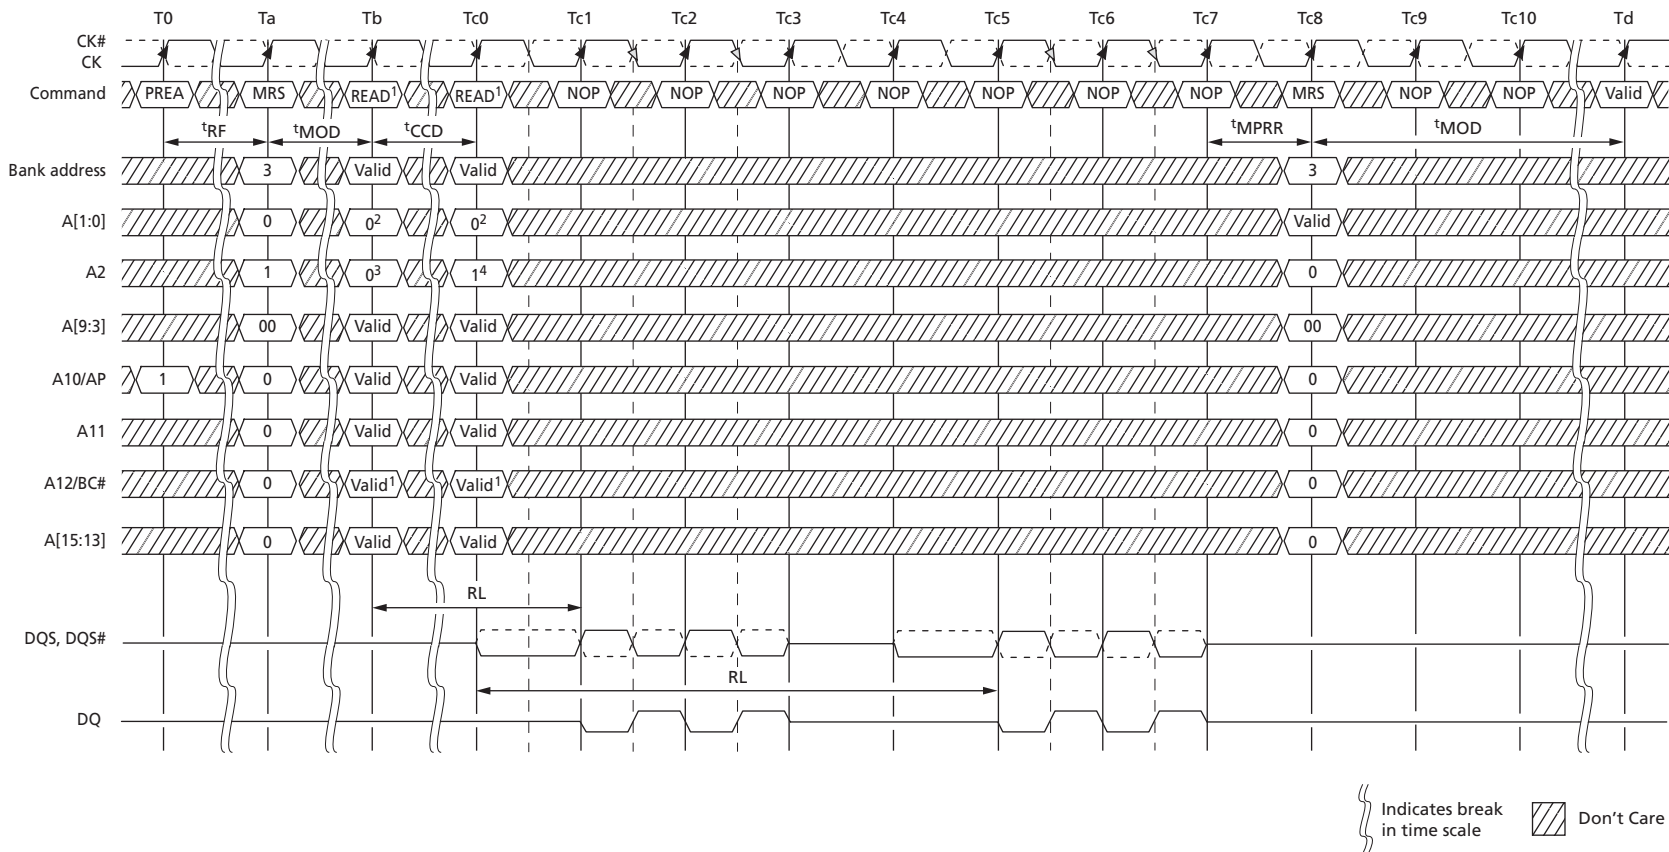 T0 Ta Tb Tc0 Tc1 Tc2 Tc3 Tc4 Tc5 Tc6 Tc7 Tc8 Tc9 Tc10 Td
CK#
CK
Command PREA MRS READ¹ READ¹ NOP NOP NOP NOP NOP NOP NOP MRS NOP NOP Valid
tRF tMOD tCCD tMPRR tMOD
Bank address 3 Valid Valid 3
A[1:0] 0 0² 0² Valid
A2 1 0³ 1⁴ 0
A[9:3] 00 Valid Valid 00
A10/AP 1 0 Valid Valid 0
A11 0 Valid Valid 0
A12/BC# 0 Valid¹ Valid¹ 0
A[15:13] 0 Valid Valid 0
RL
DQS, DQS#
RL
DQ
Indicates break
in time scale
Don't Care